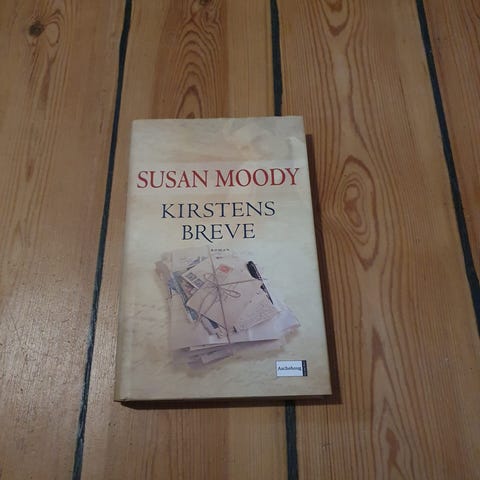 SUSAN MOODY
KIRSTENS
BREVE
ROMAN
Aschehoug